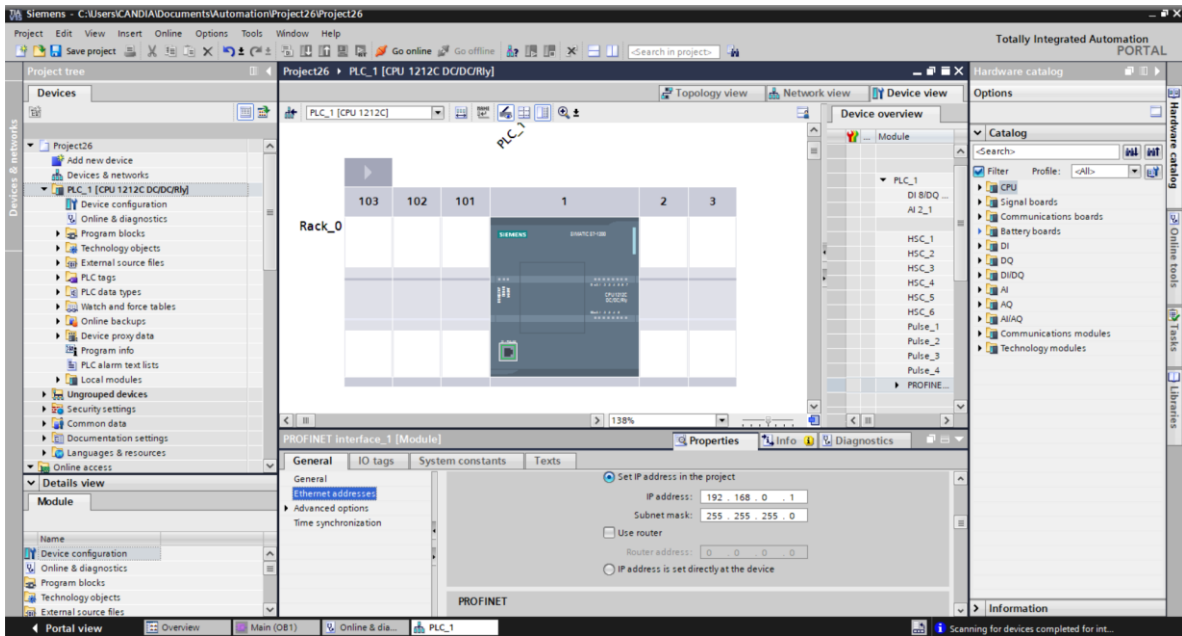 Siemens - C:\Users\CANDIA\Documents\Automation\Project26\Project26
Project Edit View Insert Online Options Tools Window Help
Totally Integrated Automation
PORTAL
Save project Go online Go offline <Search in project>
Project tree
Devices
Devices & networks
Project26
Add new device
Devices & networks
PLC_1 [CPU 1212C DC/DC/Rly]
Device configuration
Online & diagnostics
Program blocks
Technology objects
External source files
PLC tags
PLC data types
Watch and force tables
Online backups
Device proxy data
Program info
PLC alarm text lists
Local modules
Ungrouped devices
Security settings
Common data
Documentation settings
Languages & resources
Online access
Details view
Module
Name
Device configuration
Online & diagnostics
Program blocks
Technology objects
External source files
Project26 PLC_1 [CPU 1212C DC/DC/Rly]
Topology view Network view Device view
PLC_1 [CPU 1212C]
PLC_1
103 102 101 1 2 3
Rack_0
SIEMENS SIMATIC S7-1200
CPU 1212C
DC/DC/Rly
138%
Device overview
... Module
PLC_1
DI 8/DQ ...
AI 2_1
HSC_1
HSC_2
HSC_3
HSC_4
HSC_5
HSC_6
Pulse_1
Pulse_2
Pulse_3
Pulse_4
PROFINE...
PROFINET interface_1 [Module]
Properties Info Diagnostics
General IO tags System constants Texts
General
Ethernet addresses
Advanced options
Time synchronization
Set IP address in the project
IP address: 192 . 168 . 0 . 1
Subnet mask: 255 . 255 . 255 . 0
Use router
Router address: 0 . 0 . 0 . 0
IP address is set directly at the device
PROFINET
Hardware catalog
Options
Catalog
<Search>
Filter Profile: <All>
CPU
Signal boards
Communications boards
Battery boards
DI
DQ
DI/DQ
AI
AQ
AI/AQ
Communications modules
Technology modules
Information
Hardware catalog
Online tools
Tasks
Libraries
Portal view Overview Main (OB1) Online & dia... PLC_1
Scanning for devices completed for int...